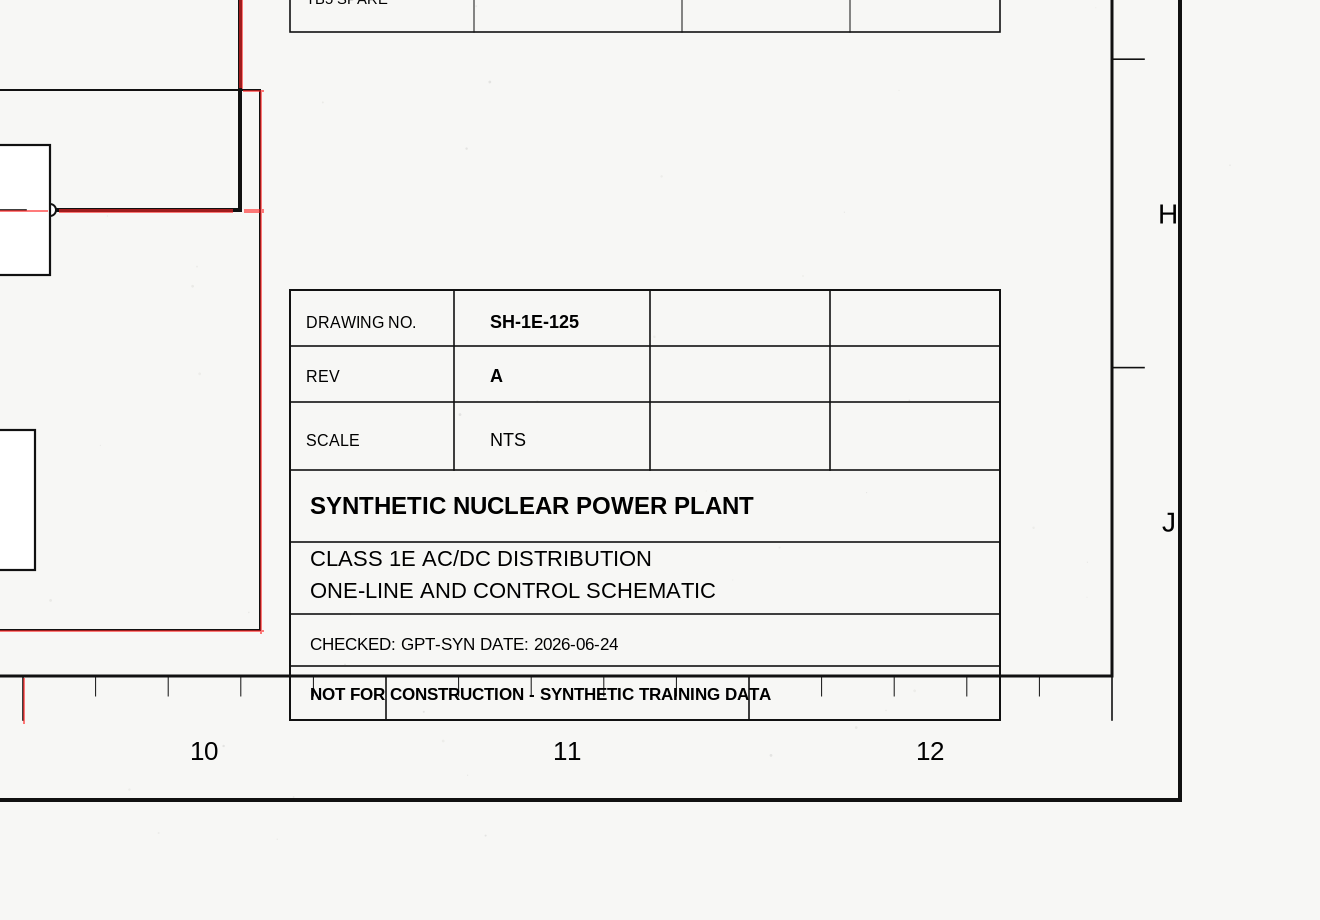 H
DRAWING NO. SH-1E-125
REV A
SCALE NTS
SYNTHETIC NUCLEAR POWER PLANT
J
CLASS 1E AC/DC DISTRIBUTION
ONE-LINE AND CONTROL SCHEMATIC
CHECKED: GPT-SYN DATE: 2026-06-24
NOT FOR CONSTRUCTION - SYNTHETIC TRAINING DATA
10 11 12